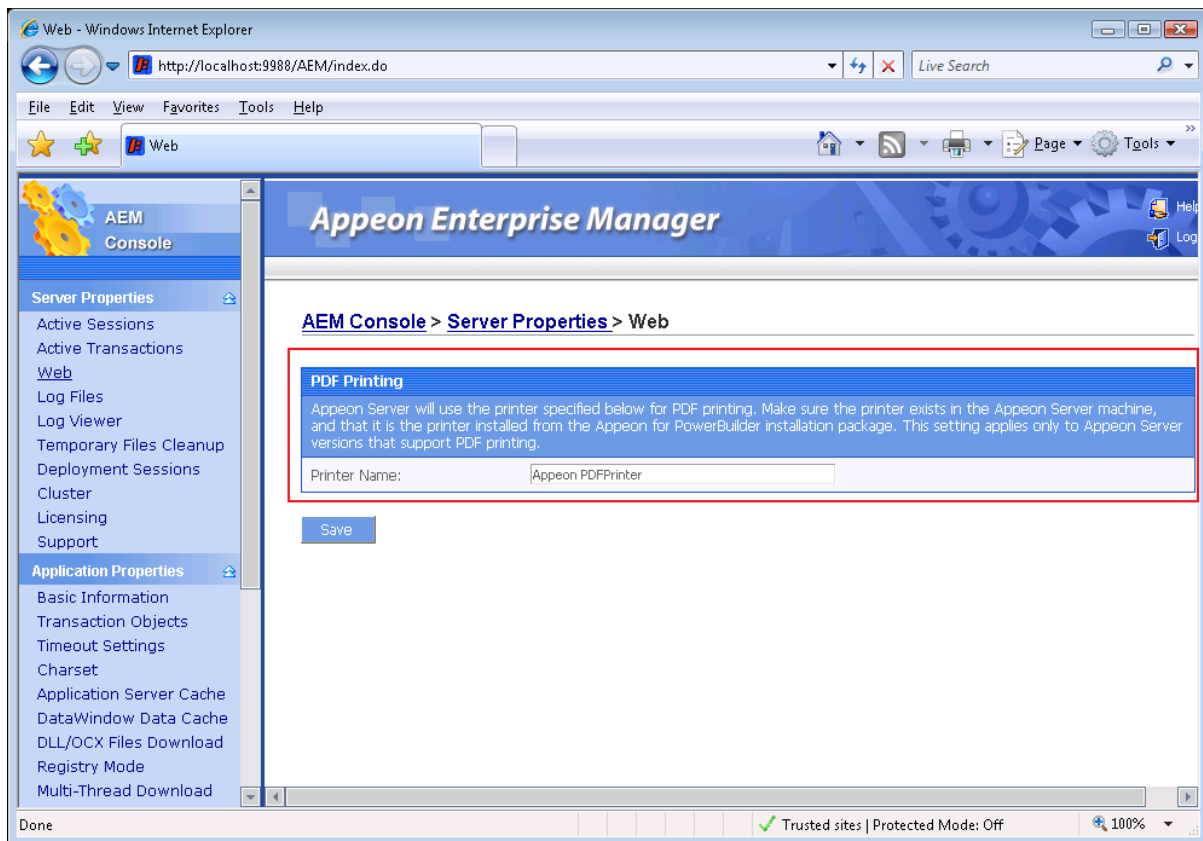 Web - Windows Internet Explorer
http://localhost:9988/AEM/index.do
Live Search
File Edit View Favorites Tools Help
Web
Page
Tools
AEM
Console
Appeon Enterprise Manager
Help
Log
Server Properties
Active Sessions
Active Transactions
Web
Log Files
Log Viewer
Temporary Files Cleanup
Deployment Sessions
Cluster
Licensing
Support
Application Properties
Basic Information
Transaction Objects
Timeout Settings
Charset
Application Server Cache
DataWindow Data Cache
DLL/OCX Files Download
Registry Mode
Multi-Thread Download
AEM Console > Server Properties > Web
PDF Printing
Appeon Server will use the printer specified below for PDF printing. Make sure the printer exists in the Appeon Server machine,
and that it is the printer installed from the Appeon for PowerBuilder installation package. This setting applies only to Appeon Server
versions that support PDF printing.
Printer Name: Appeon PDFPrinter
Save
Done
Trusted sites | Protected Mode: Off
100%